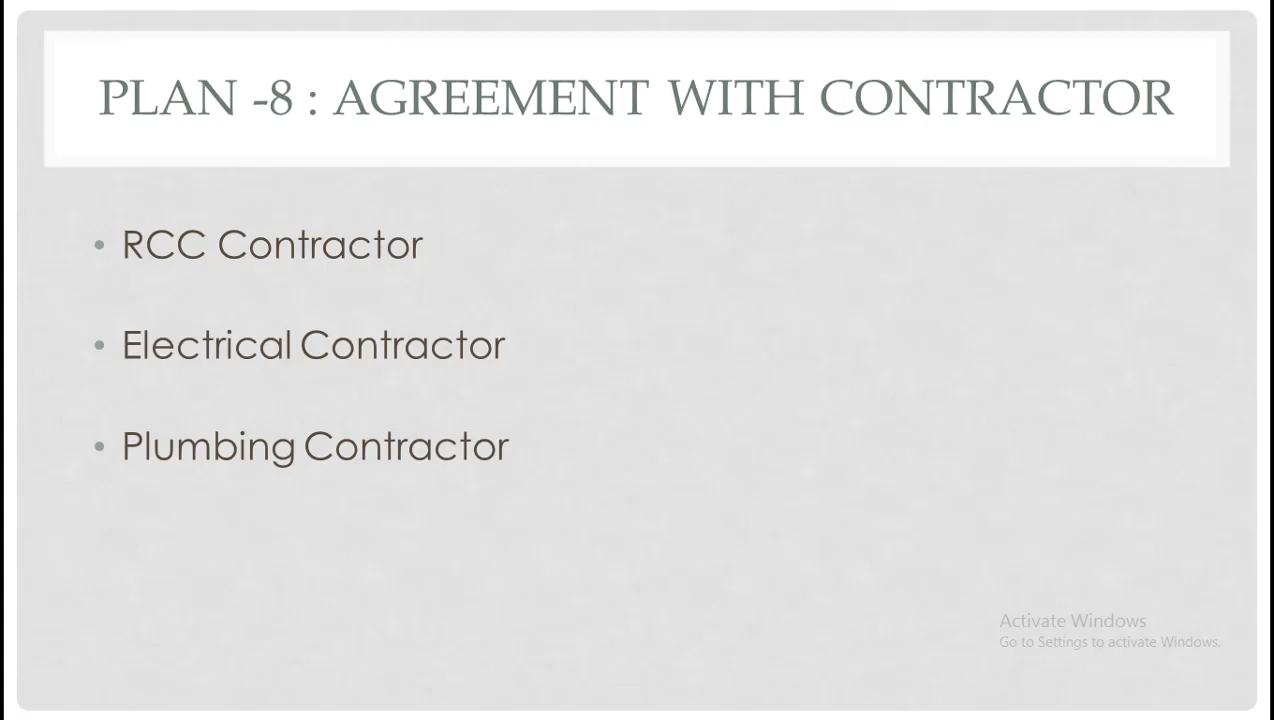 PLAN -8 : AGREEMENT WITH CONTRACTOR
• RCC Contractor
• Electrical Contractor
• Plumbing Contractor
Activate Windows
Go to Settings to activate Windows.